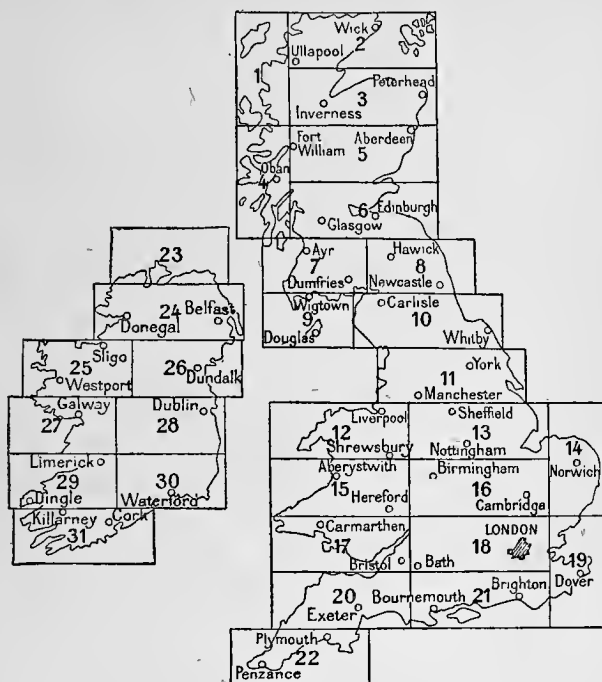 Wick
2
Ullapool
1
Peterhead
3
Inverness
Aberdeen
Fort
William
5
Oban
4
6
Edinburgh
Glasgow
23
Ayr
7
Hawick
8
Dumfries
Newcastle
24
Belfast
Donegal
Wigtown
Carlisle
9
10
Douglas
Whitby
Sligo
25
26
Westport
Dundalk
York
11
Manchester
Galway
Dublin
27
28
Liverpool
Sheffield
12
13
14
Shrewsbury
Nottingham
Norwich
Limerick
29
30
Dingle
Waterford
Aberystwith
Birmingham
15
16
Hereford
Cambridge
Killarney
Cork
31
Carmarthen
LONDON
17
18
19
Bristol
Bath
Dover
Brighton
20
Bournemouth
21
Exeter
Plymouth
22
Penzance